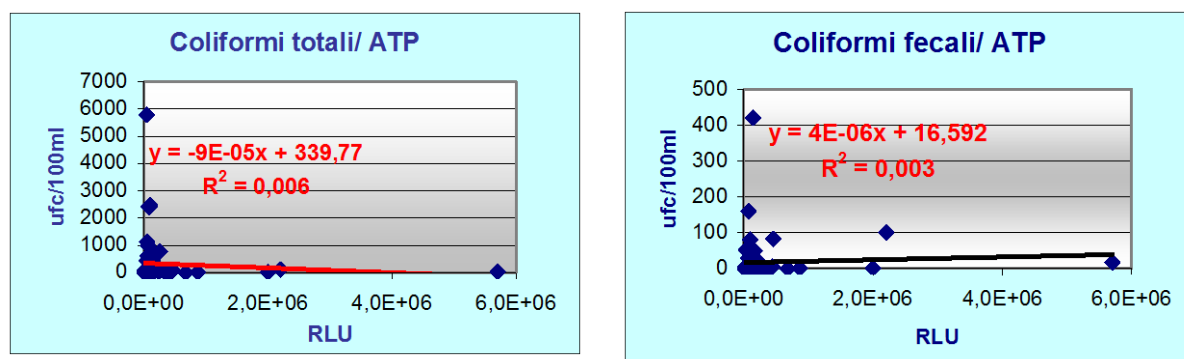 Coliformi totali/ ATP
7000
6000
5000
4000
3000
2000
1000
0
ufc/100ml
y = -9E-05x + 339,77
R² = 0,006
0,0E+00 2,0E+06 4,0E+06 6,0E+06
RLU
Coliformi fecali/ ATP
500
400
300
200
100
0
ufc/100ml
y = 4E-06x + 16,592
R² = 0,003
0,0E+00 2,0E+06 4,0E+06 6,0E+06
RLU